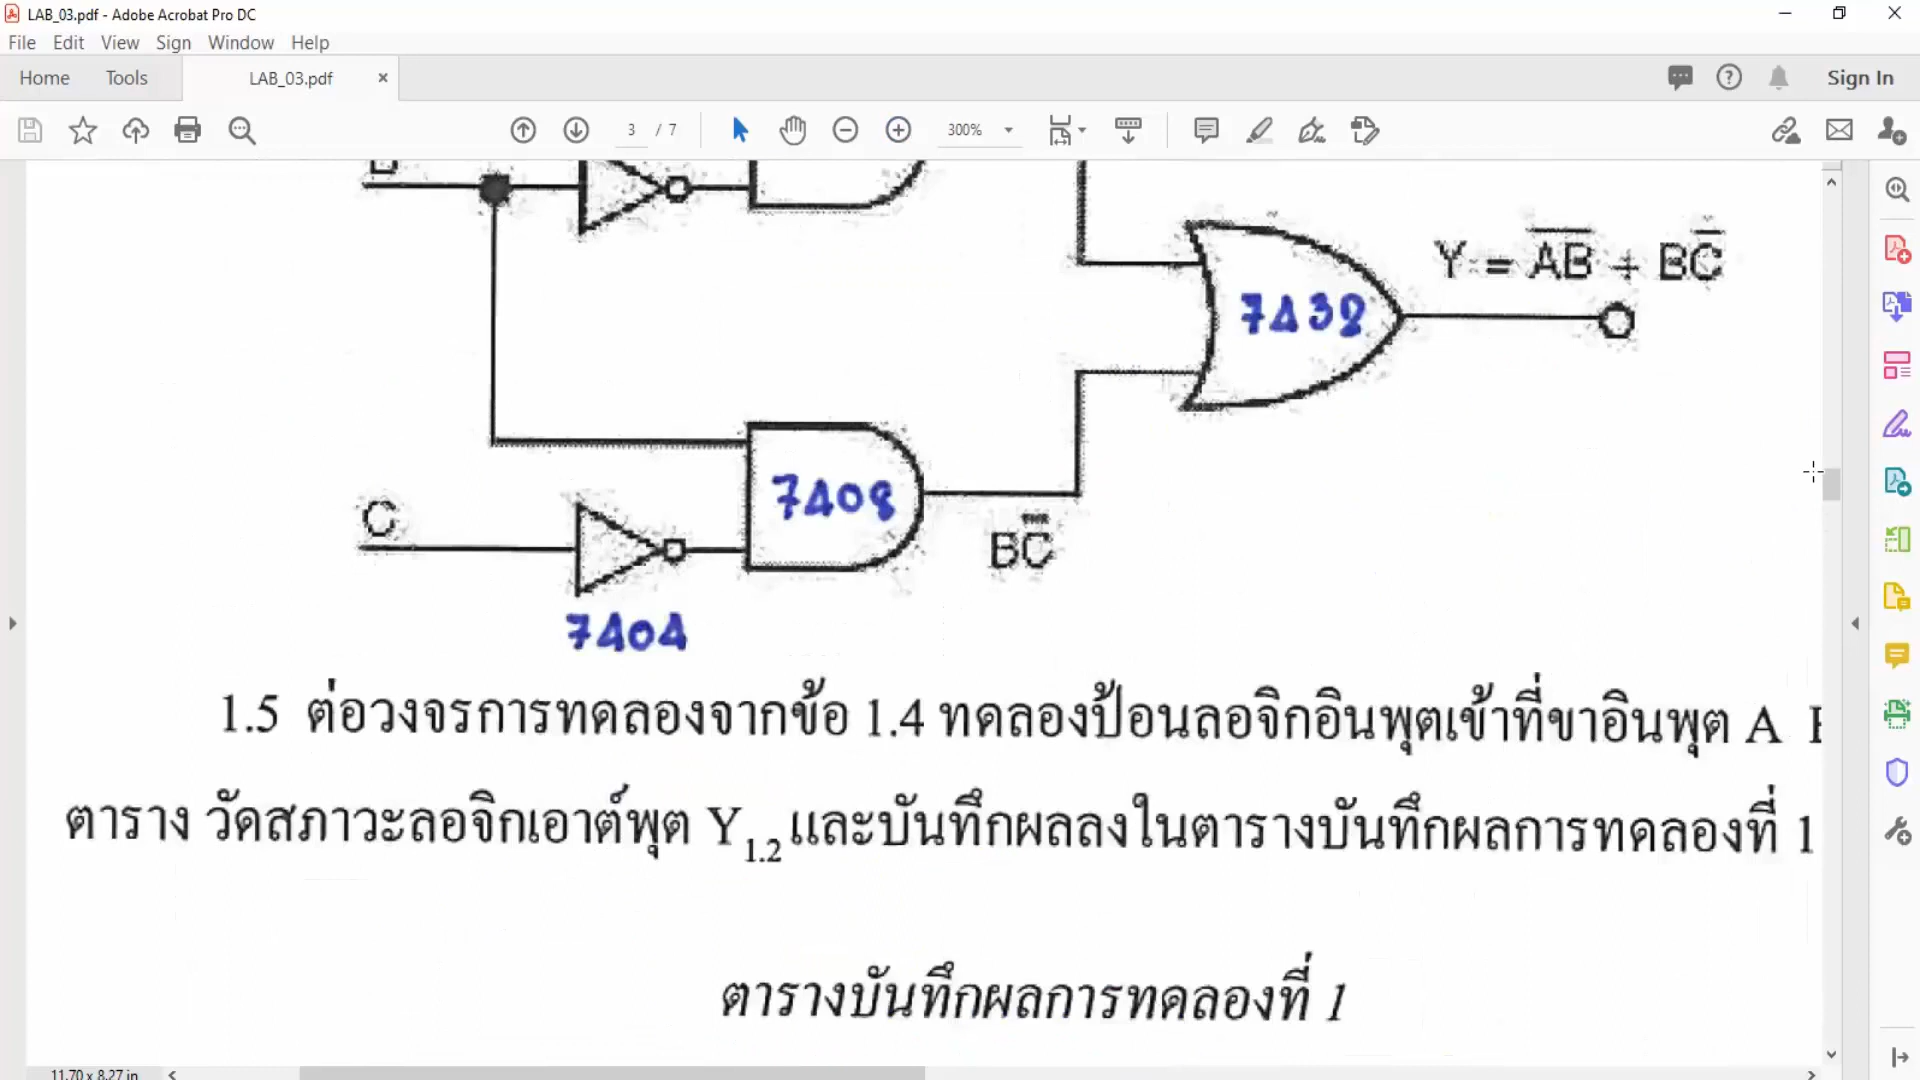 LAB_03.pdf - Adobe Acrobat Pro DC
File Edit View Sign Window Help
Home Tools LAB_03.pdf × Sign In
3 / 7 300%
Y = \overline{AB} + B\overline{C}
7432
7408
C
B\overline{C}
7404
1.5 ต่อวงจรการทดลองจากข้อ 1.4 ทดลองป้อนลอจิกอินพุตเข้าที่ขาอินพุต A
ตาราง วัดสภาวะลอจิกเอาต์พุต Y1.2 และบันทึกผลลงในตารางบันทึกผลการทดลองที่ 1
ตารางบันทึกผลการทดลองที่ 1
11.70 x 8.27 in